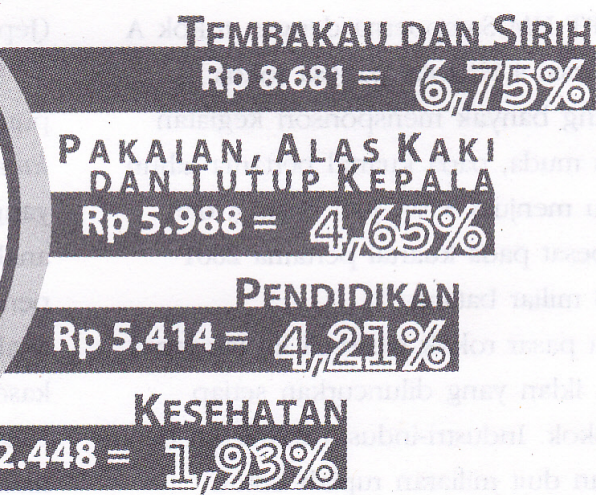 TEMBAKAU DAN SIRIH
Rp 8.681 = 6,75%
PAKAIAN, ALAS KAKI
DAN TUTUP KEPALA
Rp 5.988 = 4,65%
PENDIDIKAN
Rp 5.414 = 4,21%
KESEHATAN
2.448 = 1,93%